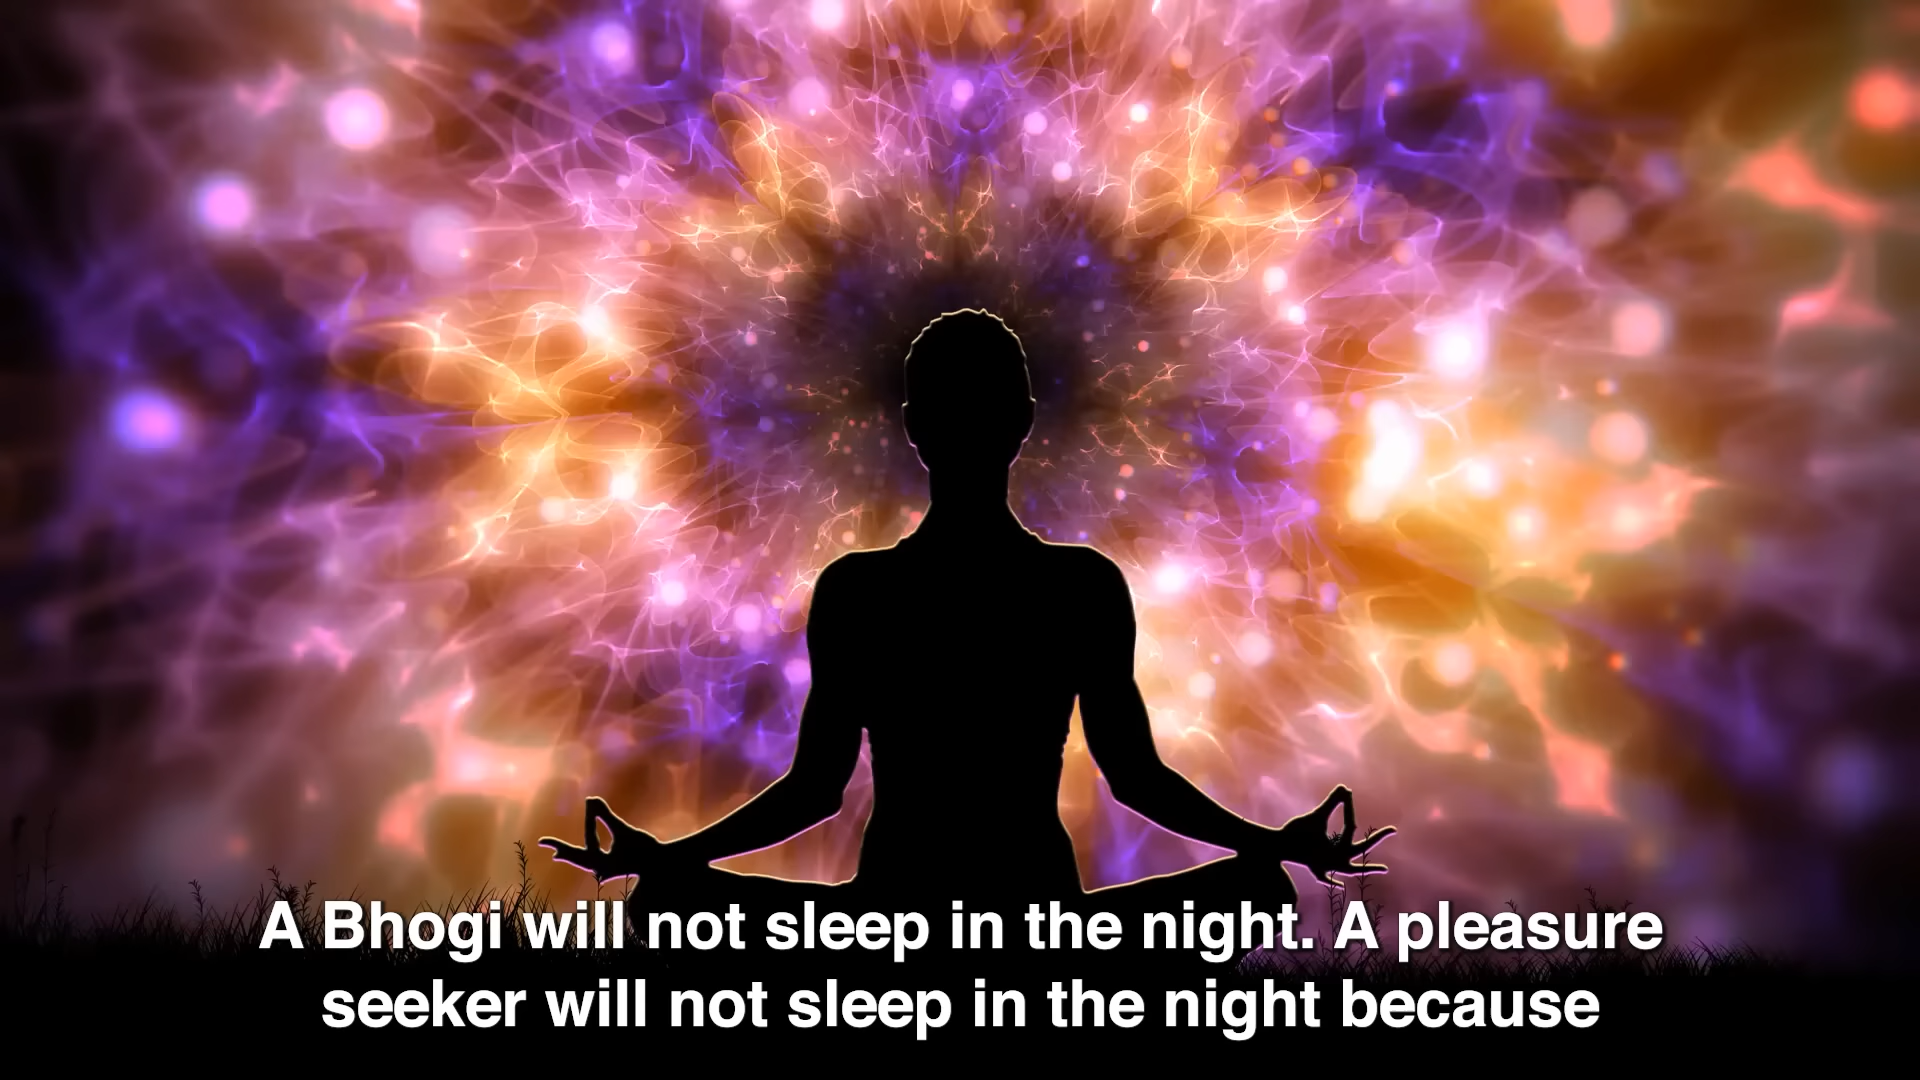 A Bhogi will not sleep in the night. A pleasure
seeker will not sleep in the night because